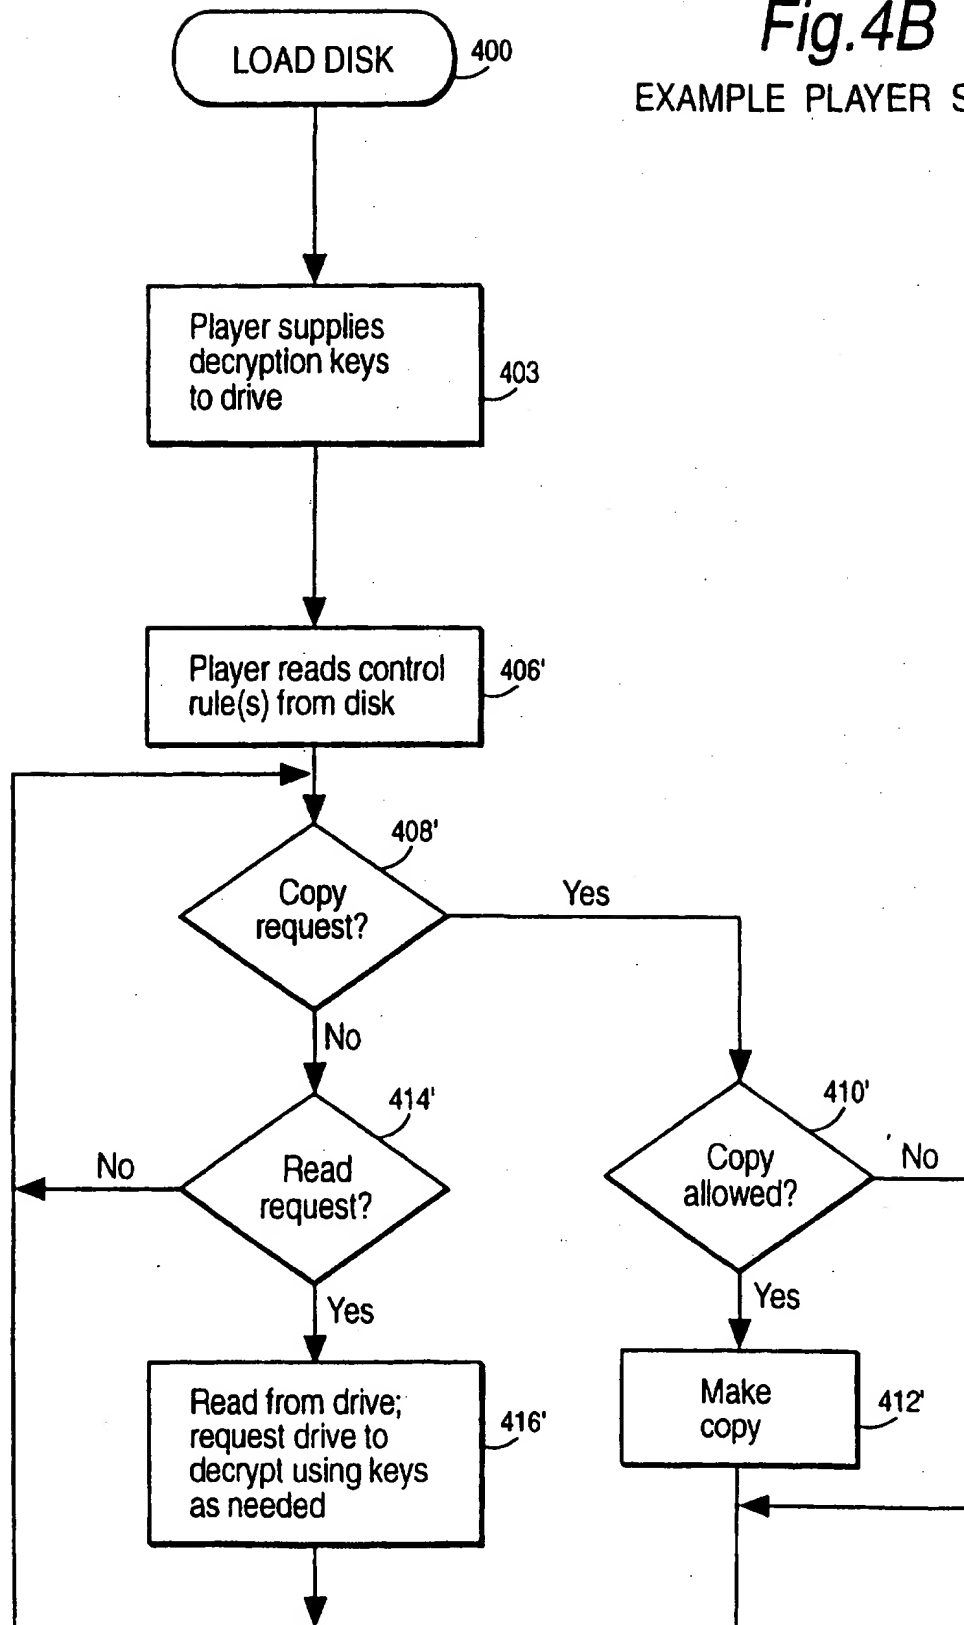 Fig.4B
EXAMPLE PLAYER S
LOAD DISK
400
Player supplies
decryption keys
to drive
403
Player reads control
rule(s) from disk
406'
Copy
request?
408'
Yes
No
Read
request?
414'
No
Yes
Copy
allowed?
410'
No
Yes
Read from drive;
request drive to
decrypt using keys
as needed
416'
Make
copy
412'